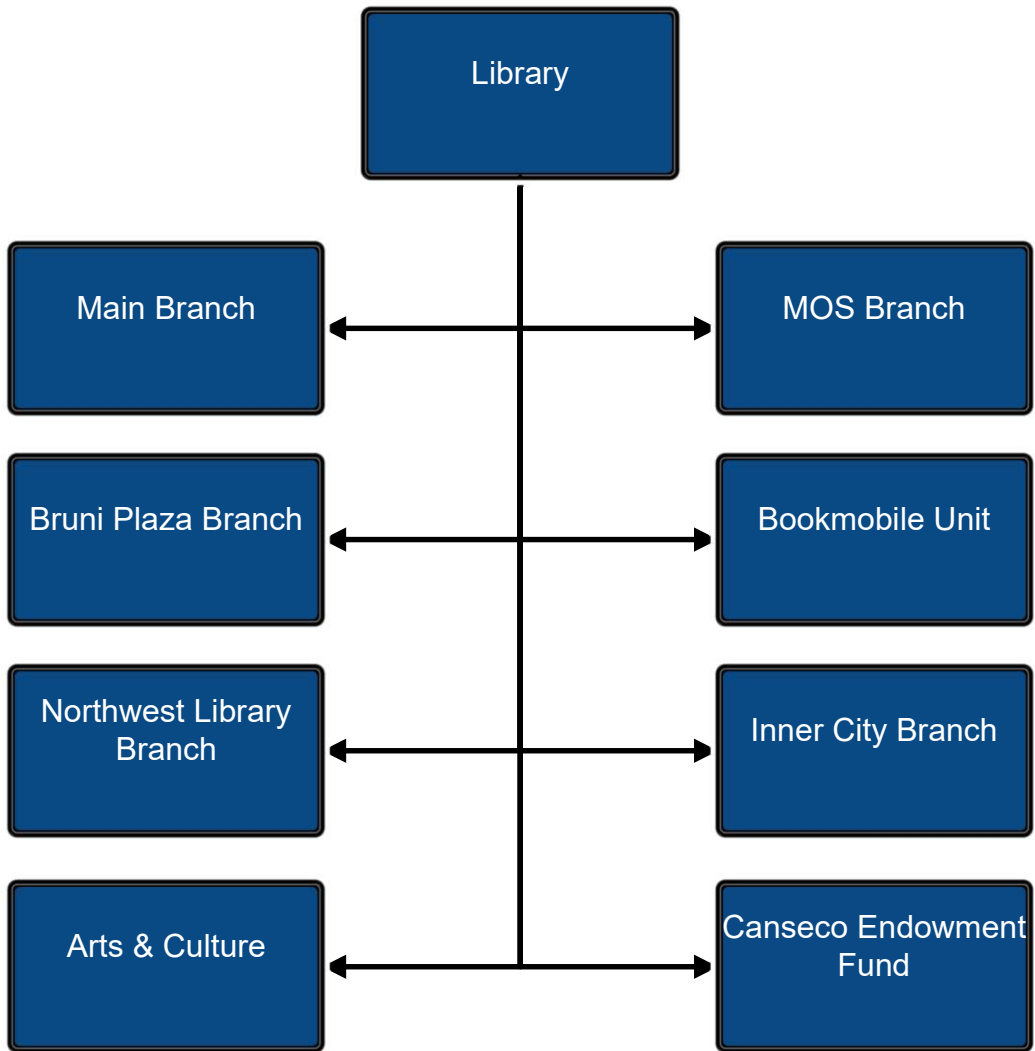 Library
Main Branch
MOS Branch
Bruni Plaza Branch
Bookmobile Unit
Northwest Library
Branch
Inner City Branch
Arts & Culture
Canseco Endowment
Fund